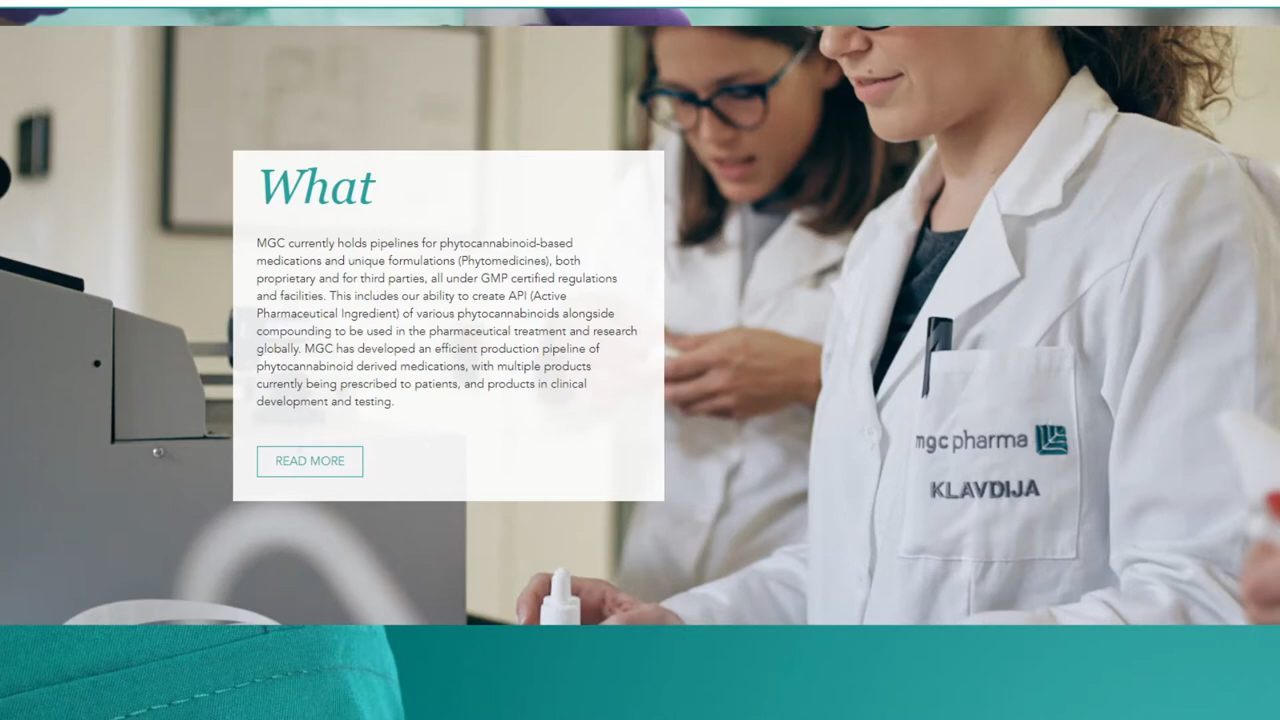 What
MGC currently holds pipelines for phytocannabinoid-based
medications and unique formulations (Phytomedicines), both
proprietary and for third parties, all under GMP certified regulations
and facilities. This includes our ability to create API (Active
Pharmaceutical Ingredient) of various phytocannabinoids alongside
compounding to be used in the pharmaceutical treatment and research
globally. MGC has developed an efficient production pipeline of
phytocannabinoid derived medications, with multiple products
currently being prescribed to patients, and products in clinical
development and testing.
READ MORE
mgc pharma
KLAVDIJA